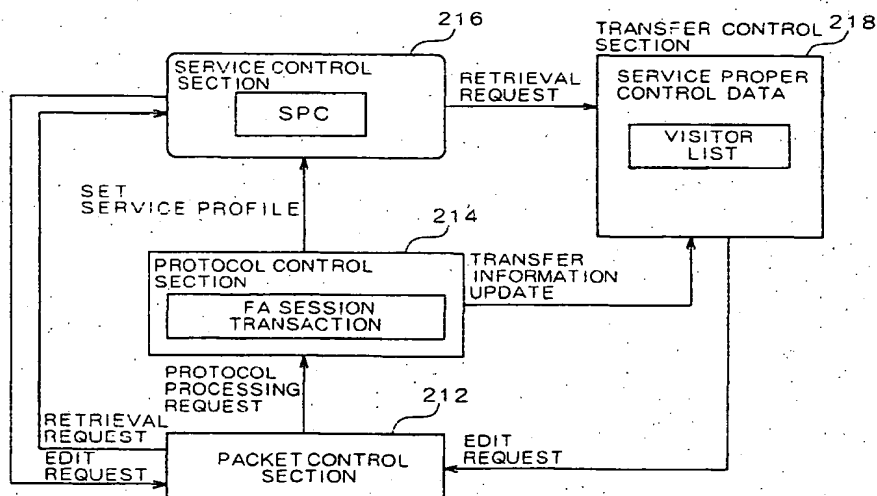 216
SERVICE CONTROL
SECTION
SPC
RETRIEVAL
REQUEST
TRANSFER CONTROL
SECTION
218
SERVICE PROPER
CONTROL DATA
VISITOR
LIST
SET
SERVICE PROFILE
214
PROTOCOL CONTROL
SECTION
FA SESSION
TRANSACTION
TRANSFER
INFORMATION
UPDATE
PROTOCOL
PROCESSING
REQUEST
212
RETRIEVAL
REQUEST
EDIT
REQUEST
PACKET CONTROL
SECTION
EDIT
REQUEST